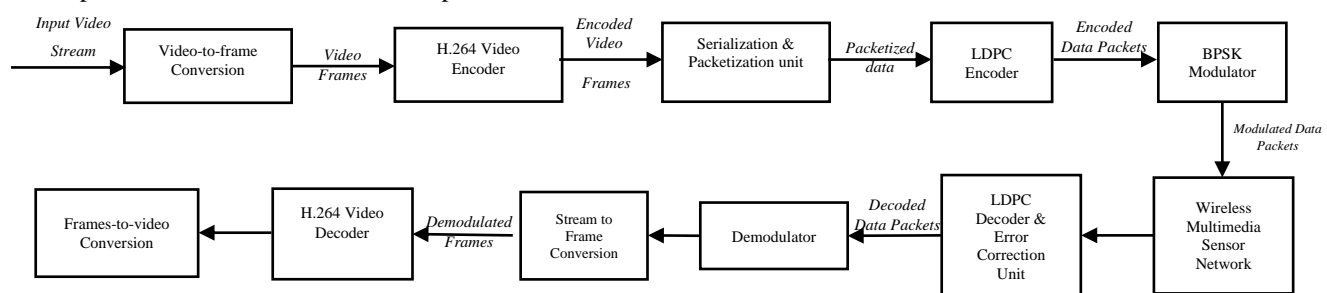 Input Video
Stream
Video-to-frame
Conversion
Video
Frames
H.264 Video
Encoder
Encoded
Video
Frames
Serialization &
Packetization unit
Packetized
data
LDPC
Encoder
Encoded
Data Packets
BPSK
Modulator
Modulated Data
Packets
Wireless
Multimedia
Sensor
Network
LDPC
Decoder &
Error
Correction
Unit
Decoded
Data Packets
Demodulator
Stream to
Frame
Conversion
Demodulated
Frames
H.264 Video
Decoder
Frames-to-video
Conversion